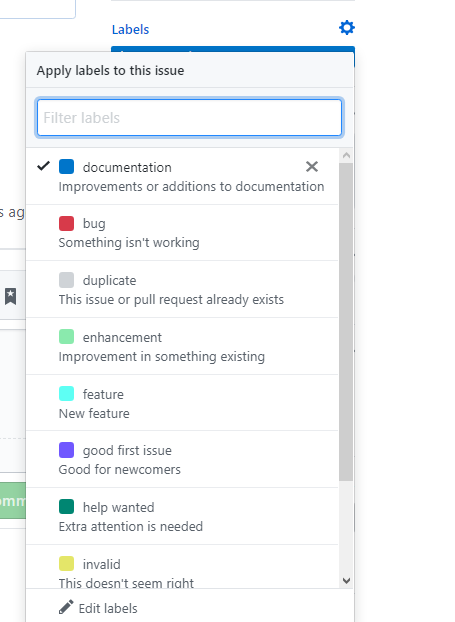 Labels
Apply labels to this issue
Filter labels
documentation
Improvements or additions to documentation
bug
Something isn't working
duplicate
This issue or pull request already exists
enhancement
Improvement in something existing
feature
New feature
good first issue
Good for newcomers
help wanted
Extra attention is needed
invalid
This doesn't seem right
Edit labels
s ag
omm